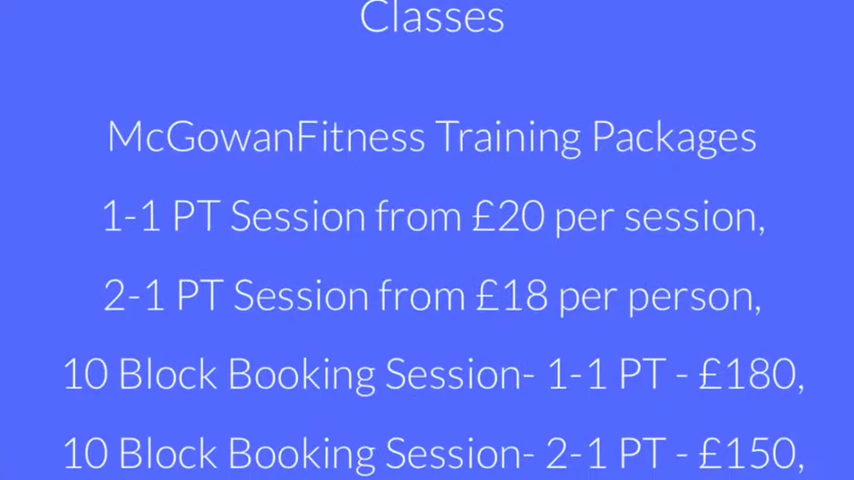 Classes
McGowanFitness Training Packages
1-1 PT Session from £20 per session,
2-1 PT Session from £18 per person,
10 Block Booking Session- 1-1 PT - £180,
10 Block Booking Session- 2-1 PT - £150,